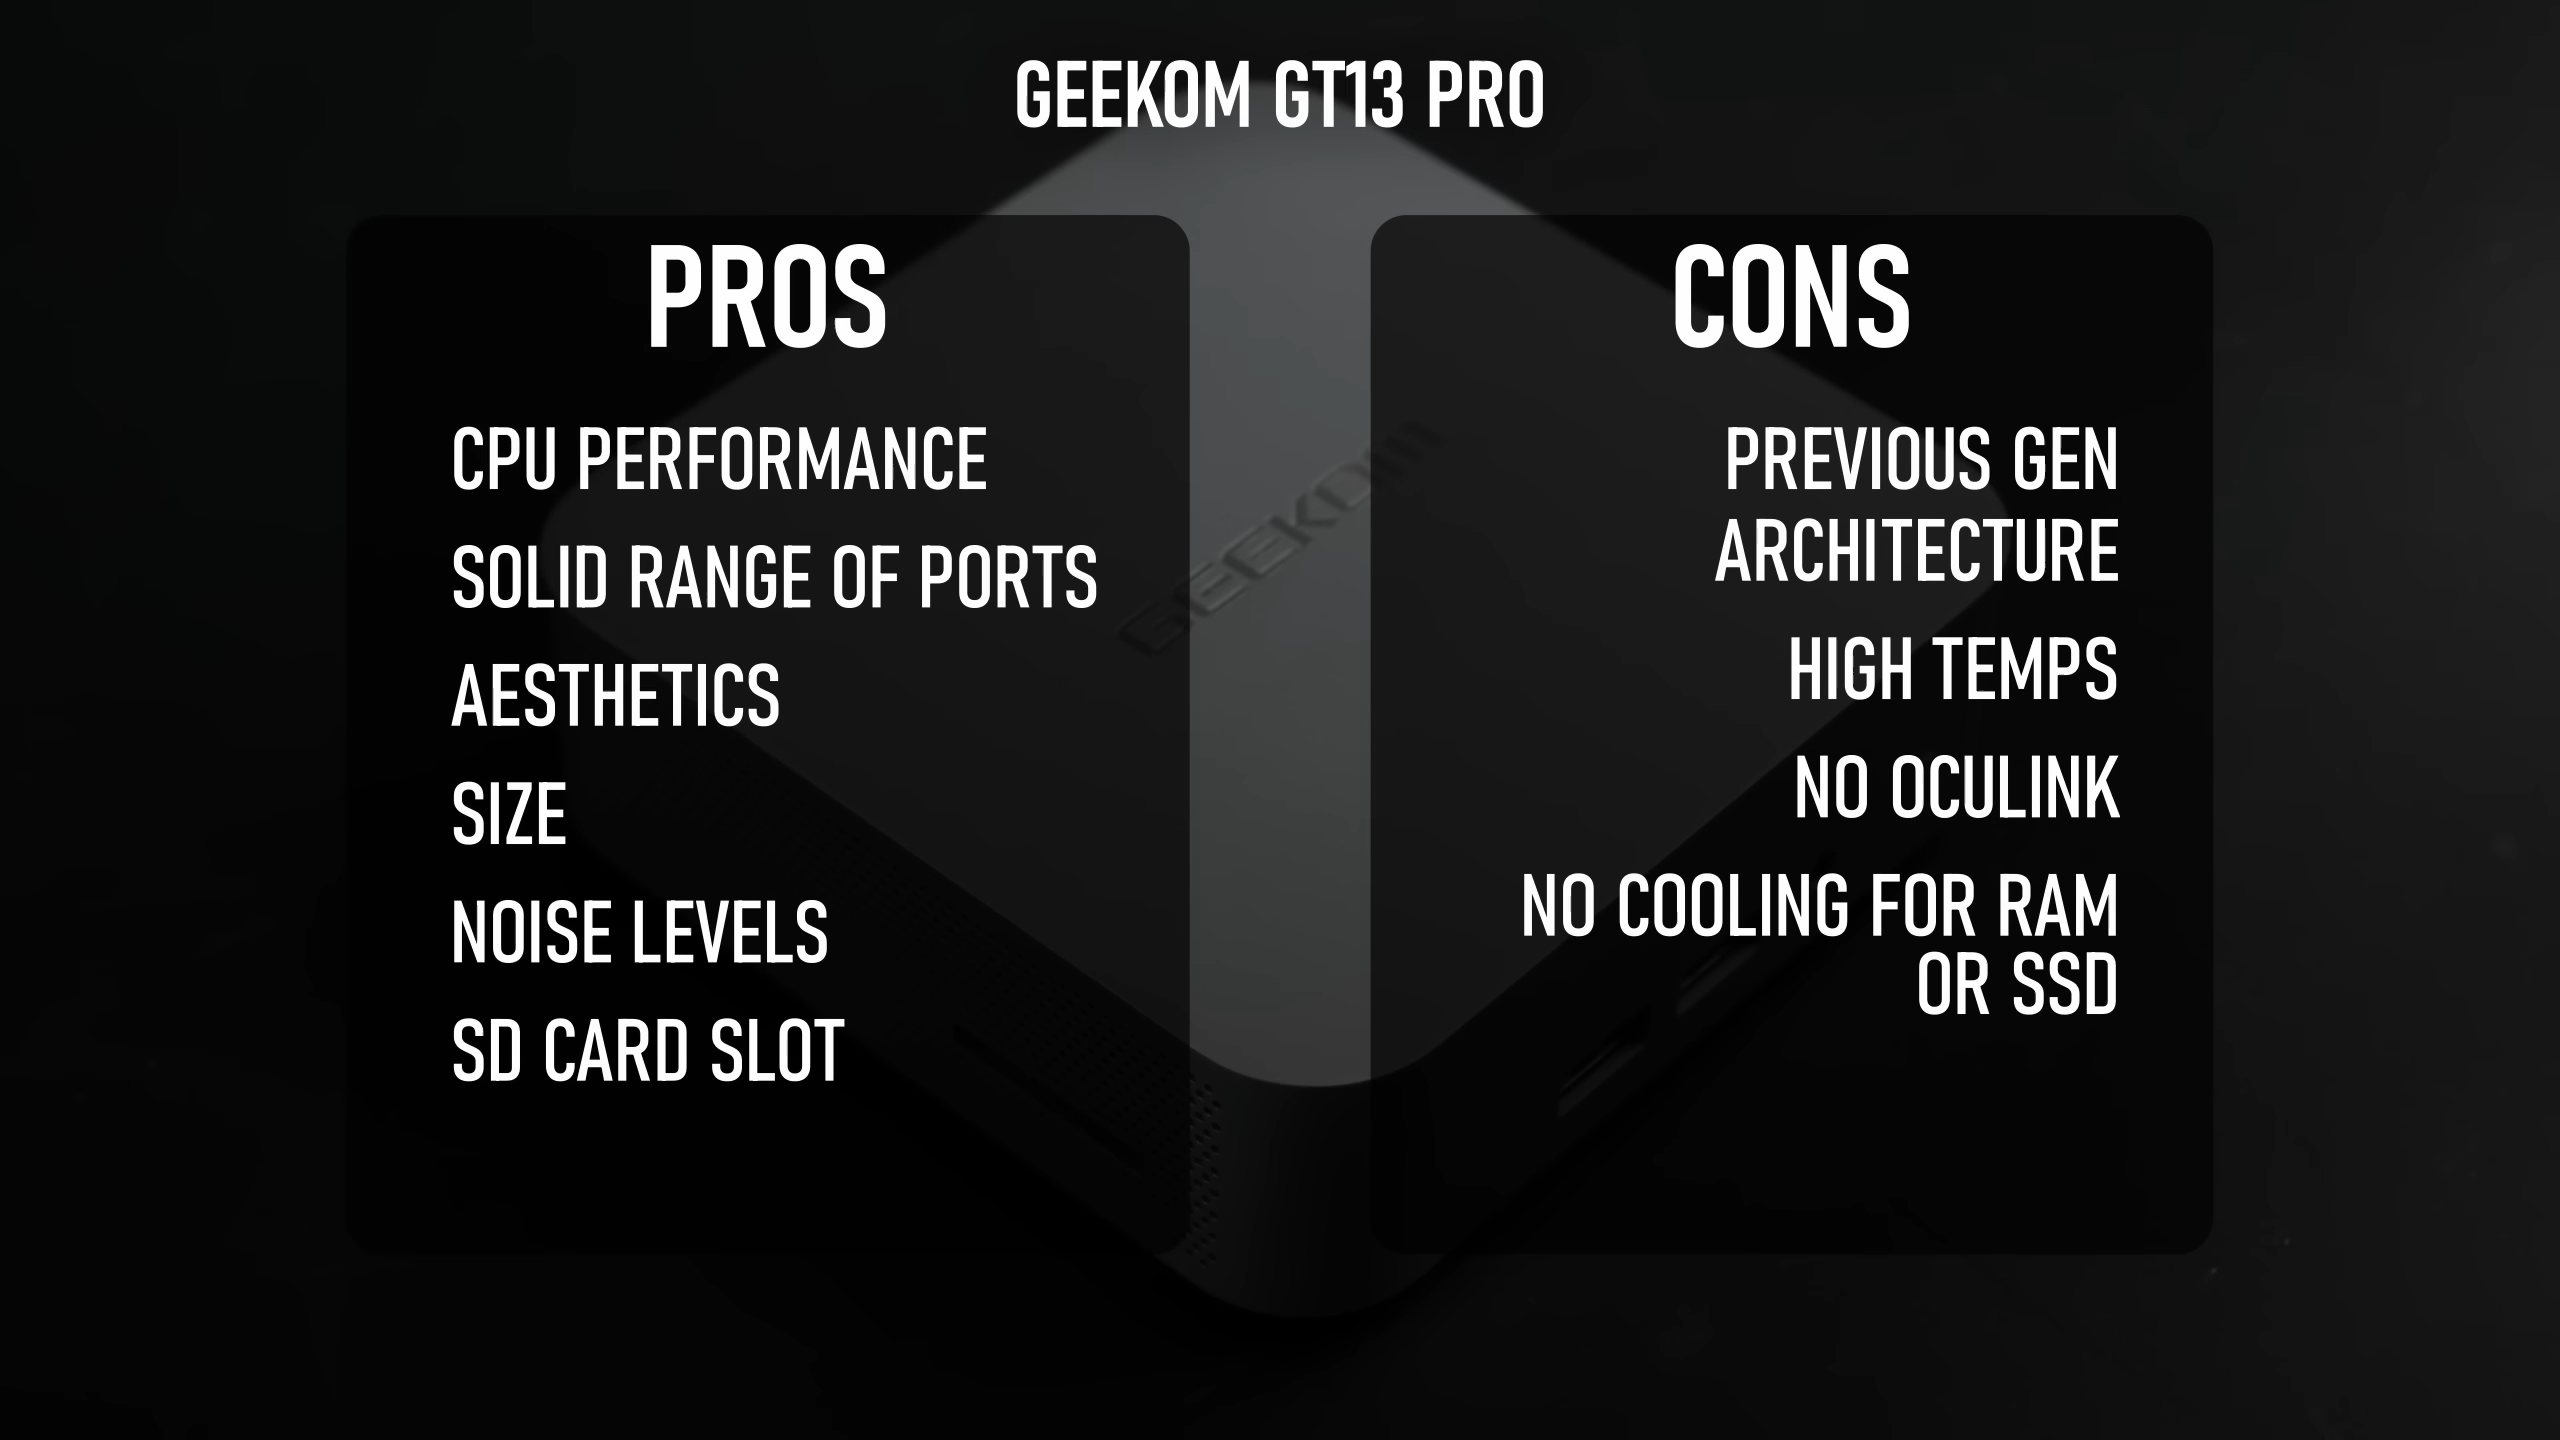 GEEKOM GT13 PRO
PROS
CPU PERFORMANCE
SOLID RANGE OF PORTS
AESTHETICS
SIZE
NOISE LEVELS
SD CARD SLOT
CONS
PREVIOUS GEN
ARCHITECTURE
HIGH TEMPS
NO OCULINK
NO COOLING FOR RAM
OR SSD
GEEKOM